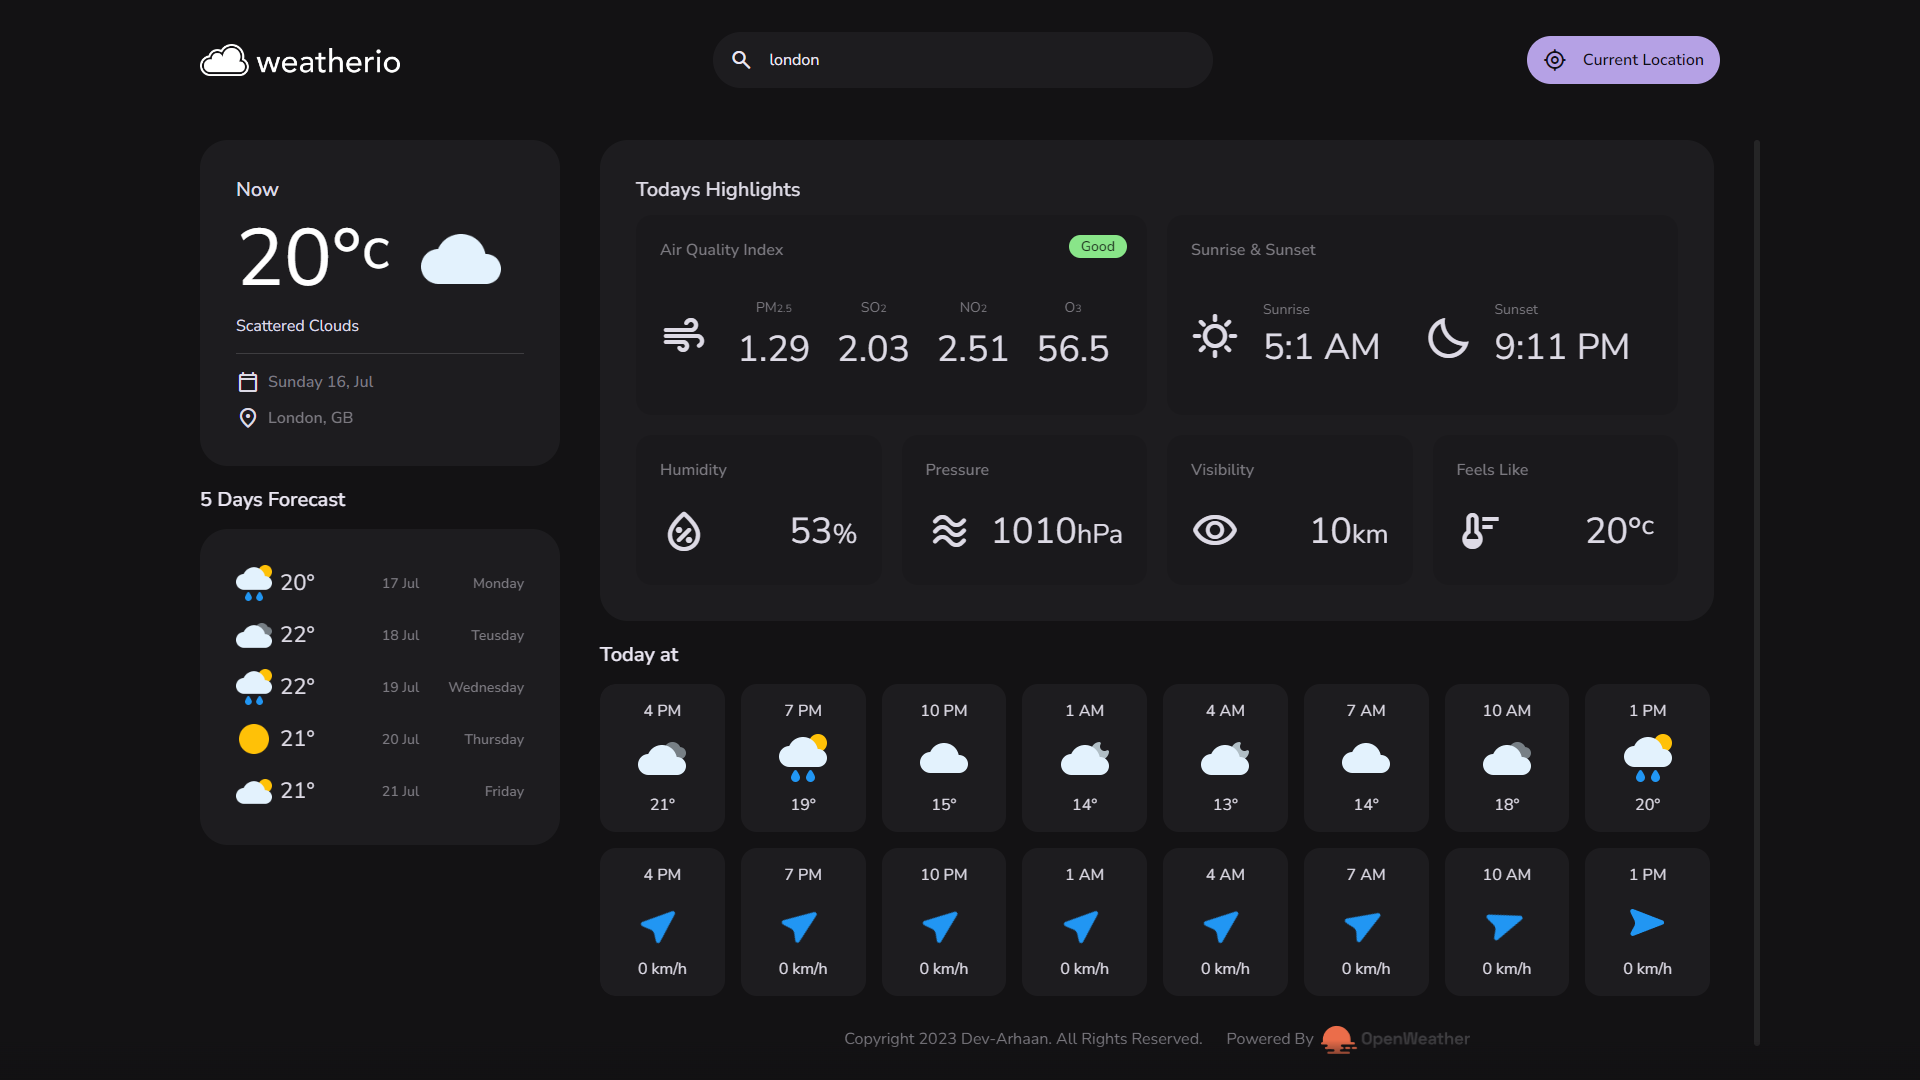 weatherio
london
Current Location
Now
20°c
Scattered Clouds
Sunday 16, Jul
London, GB
5 Days Forecast
20° 17 Jul Monday
22° 18 Jul Teusday
22° 19 Jul Wednesday
21° 20 Jul Thursday
21° 21 Jul Friday
Todays Highlights
Air Quality Index Good
PM2.5 SO2 NO2 O3
1.29 2.03 2.51 56.5
Sunrise & Sunset
Sunrise Sunset
5:1 AM 9:11 PM
Humidity
53%
Pressure
1010hPa
Visibility
10km
Feels Like
20°c
Today at
4 PM 7 PM 10 PM 1 AM 4 AM 7 AM 10 AM 1 PM
21° 19° 15° 14° 13° 14° 18° 20°
4 PM 7 PM 10 PM 1 AM 4 AM 7 AM 10 AM 1 PM
0 km/h 0 km/h 0 km/h 0 km/h 0 km/h 0 km/h 0 km/h 0 km/h
Copyright 2023 Dev-Arhaan. All Rights Reserved. Powered By OpenWeather